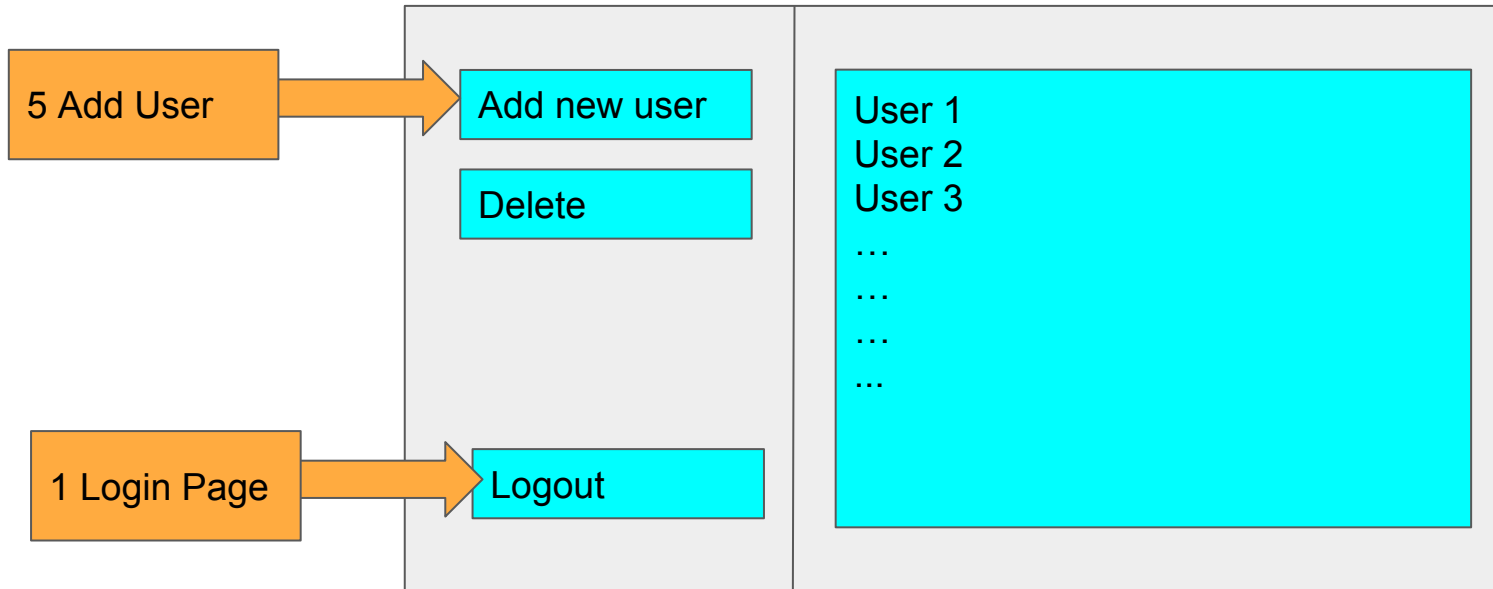 5 Add User
Add new user
Delete
1 Login Page
Logout
User 1
User 2
User 3
…
…
…
...